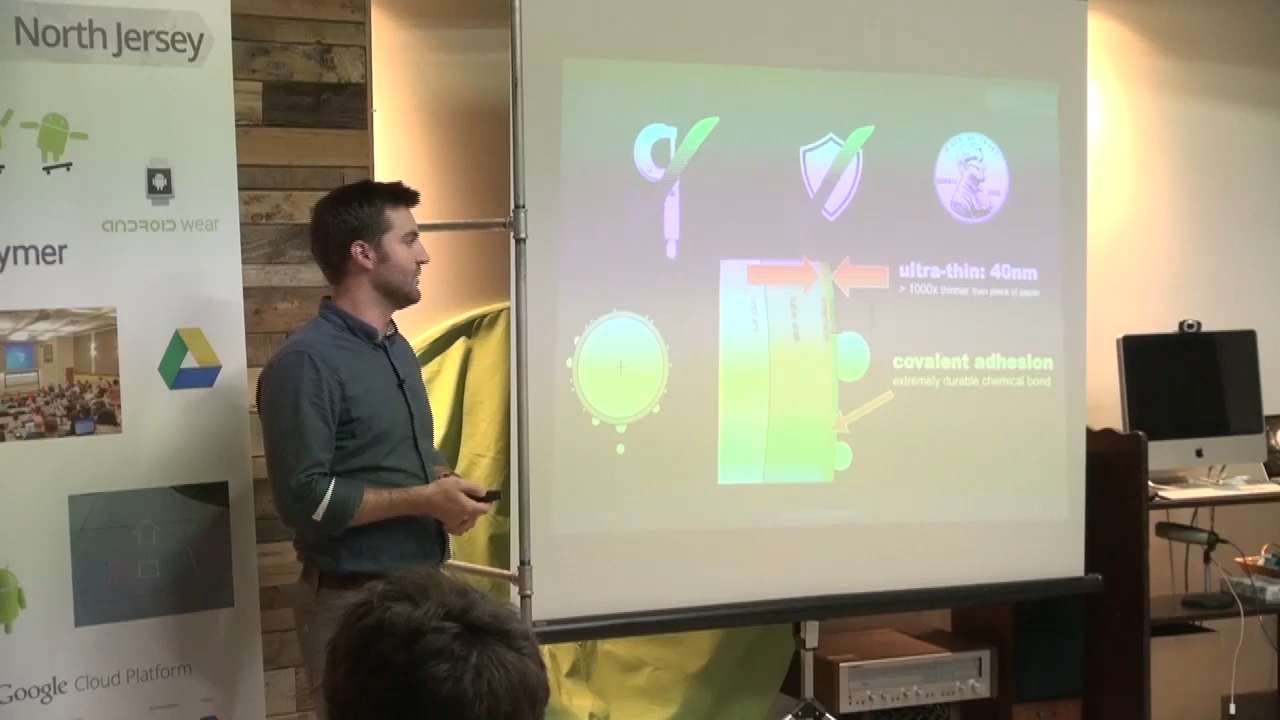 North Jersey
android wear
ymer
Google Cloud Platform
ultra-thin: 40nm
> 1000x thinner than piece of paper
covalent adhesion
extremely durable chemical bond